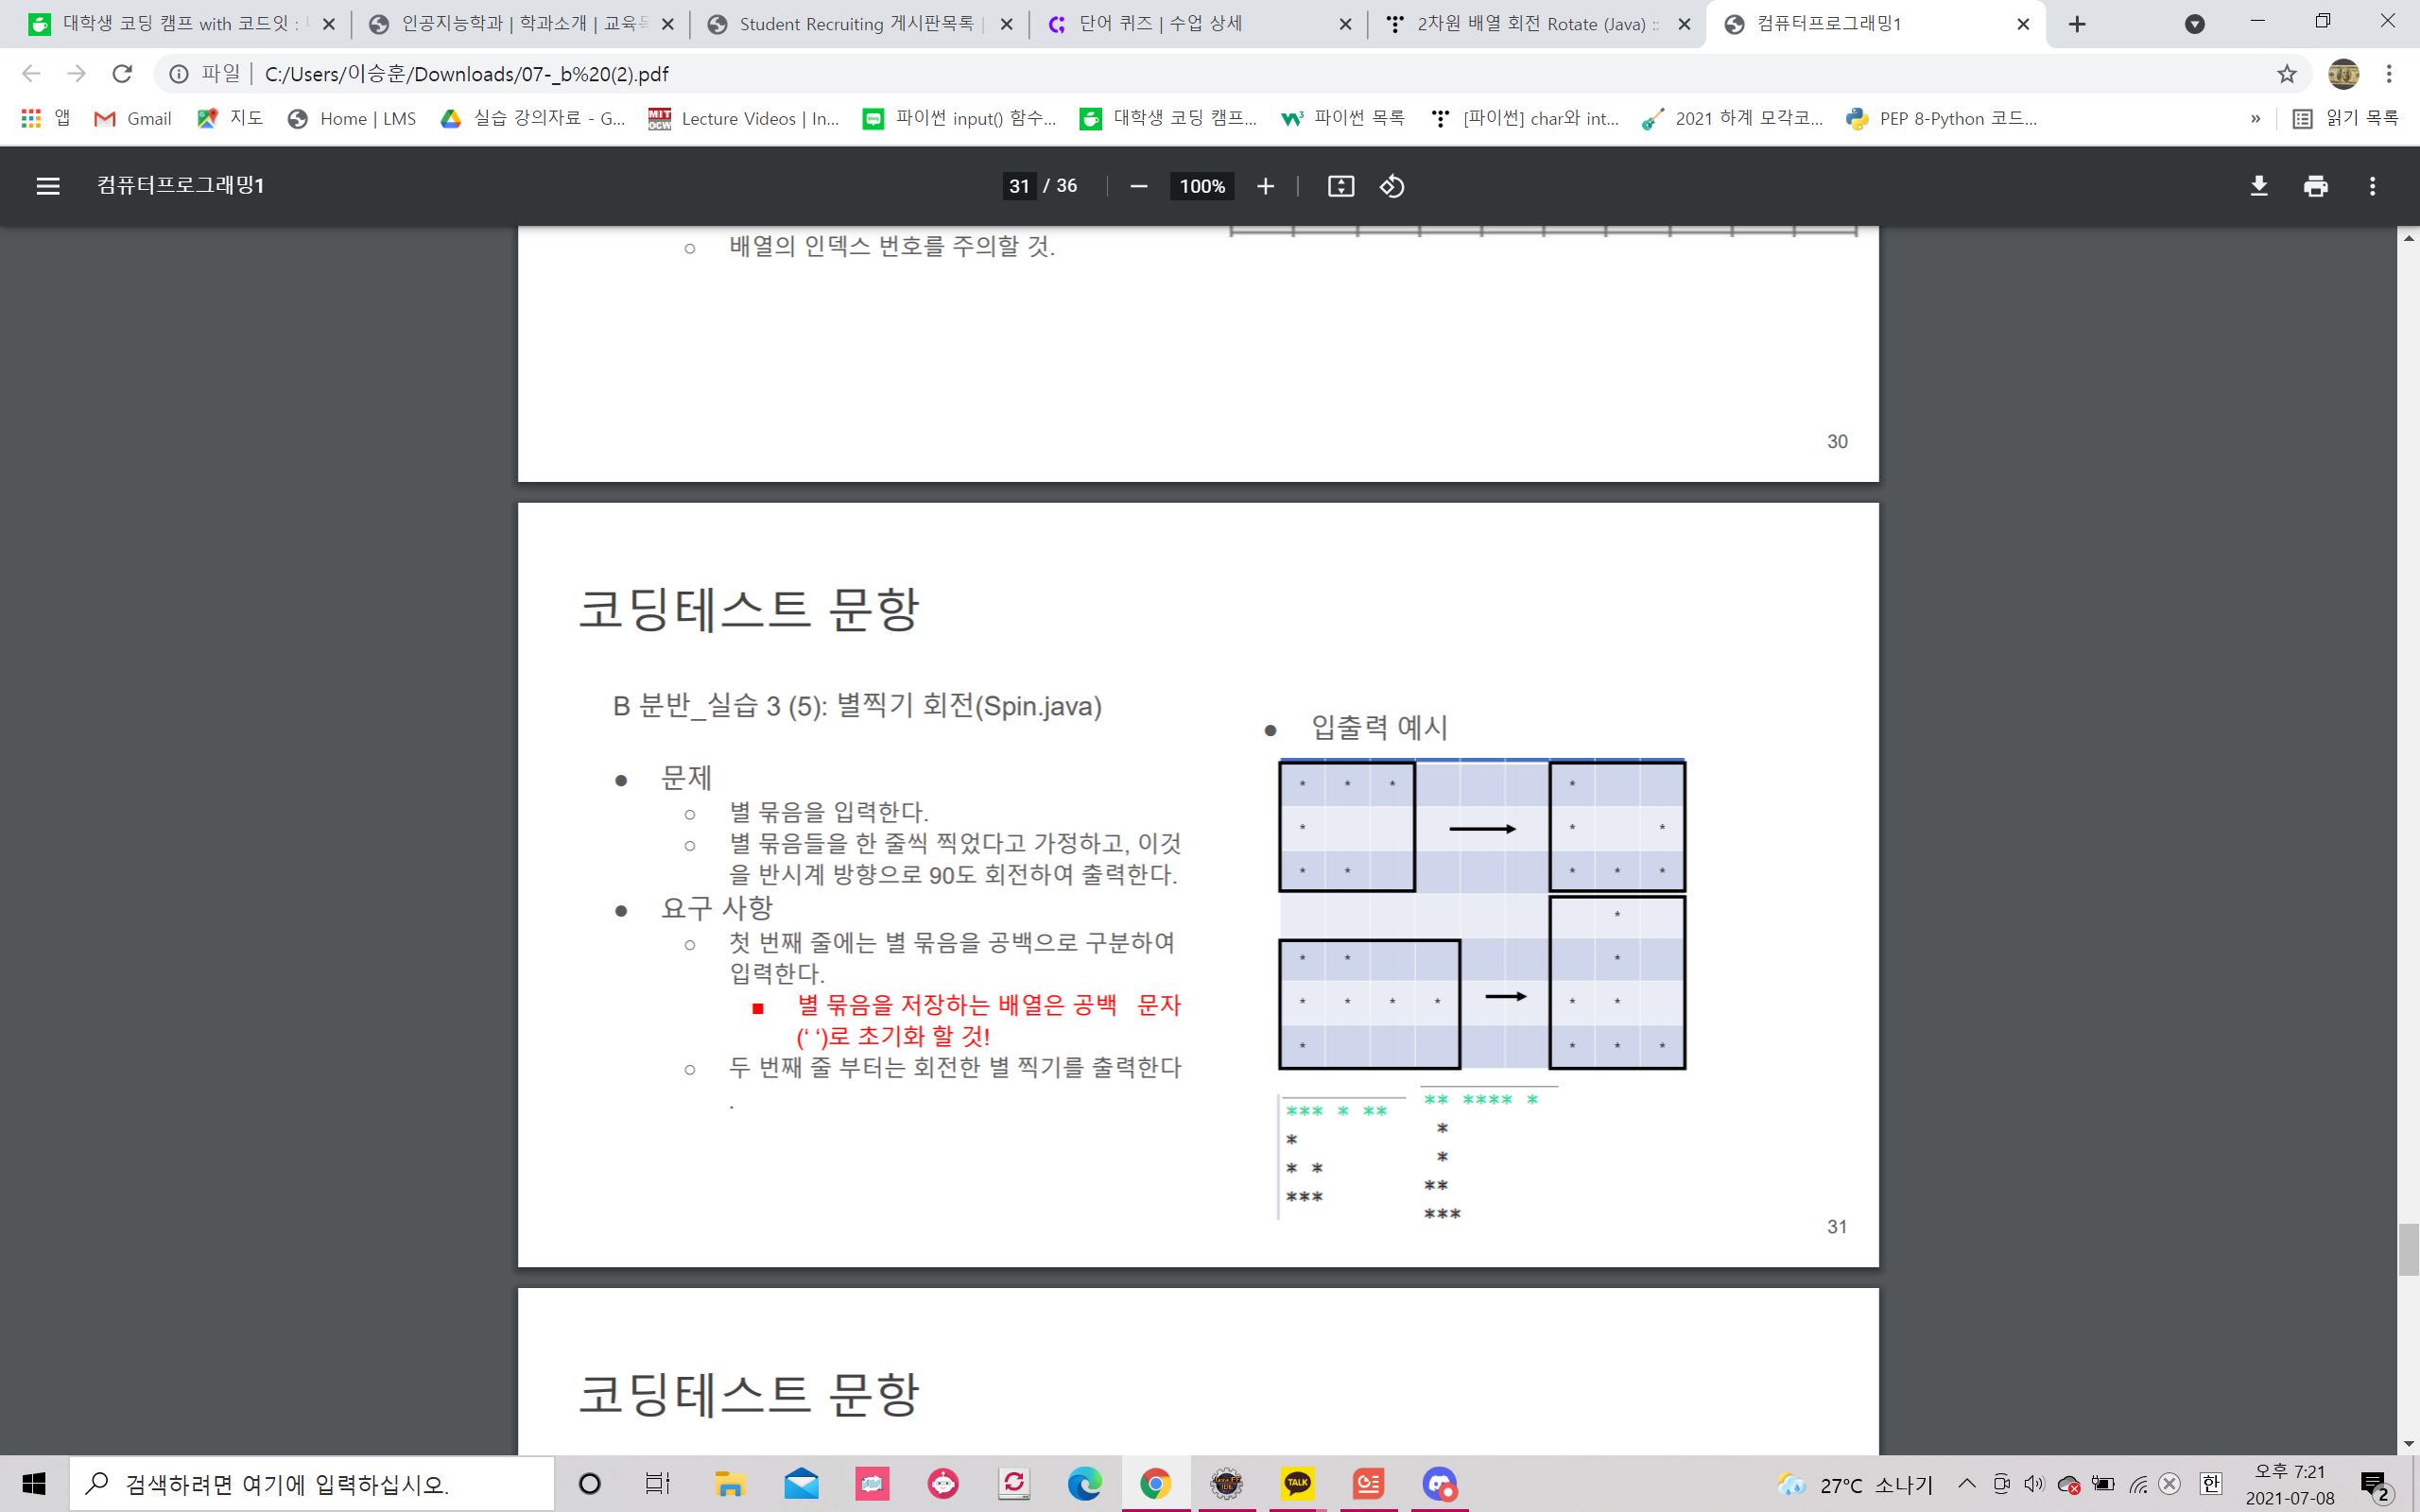 대학생 코딩 캠프 with 코드잇 :
인공지능학과 | 학과소개 | 교육목
Student Recruiting 게시판목록 |
단어 퀴즈 | 수업 상세
2차원 배열 회전 Rotate (Java) ::
컴퓨터프로그래밍1
파일 | C:/Users/이승훈/Downloads/07-_b%20(2).pdf
앱 Gmail 지도 Home | LMS 실습 강의자료 - G... Lecture Videos | In... 파이썬 input() 함수... 대학생 코딩 캠프... 파이썬 목록 [파이썬] char와 int... 2021 하계 모각코... PEP 8-Python 코드... » 읽기 목록
컴퓨터프로그래밍1 31 / 36 100%
○ 배열의 인덱스 번호를 주의할 것.
30
코딩테스트 문항
B 분반_실습 3 (5): 별찍기 회전(Spin.java)
● 문제
○ 별 묶음을 입력한다.
○ 별 묶음들을 한 줄씩 찍었다고 가정하고, 이것
을 반시계 방향으로 90도 회전하여 출력한다.
● 요구 사항
○ 첫 번째 줄에는 별 묶음을 공백으로 구분하여
입력한다.
■ 별 묶음을 저장하는 배열은 공백 문자
(‘ ‘)로 초기화 할 것!
○ 두 번째 줄 부터는 회전한 별 찍기를 출력한다
.
● 입출력 예시
* * * *
* * *
* * * * *
*
* * *
* * * * * *
* * * *
*** * **
*
* *
***
** **** *
*
*
**
***
31
코딩테스트 문항
검색하려면 여기에 입력하십시오.
TALK
27°C 소나기
한
오후 7:21
2021-07-08
2